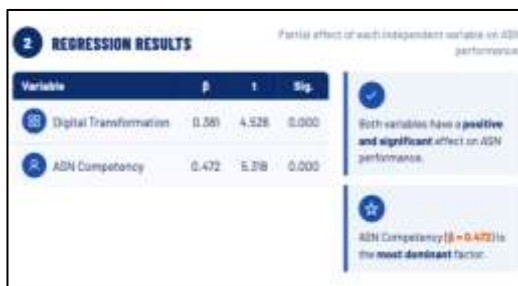 2 REGRESSION RESULTS
Partial effect of each independent variable on ASN
performance
Variable β t Sig.
Digital Transformation 0.381 4.528 0.000
ASN Competency 0.472 5.318 0.000
Both variables have a positive
and significant effect on ASN
performance.
ASN Competency (β = 0.472) is
the most dominant factor.